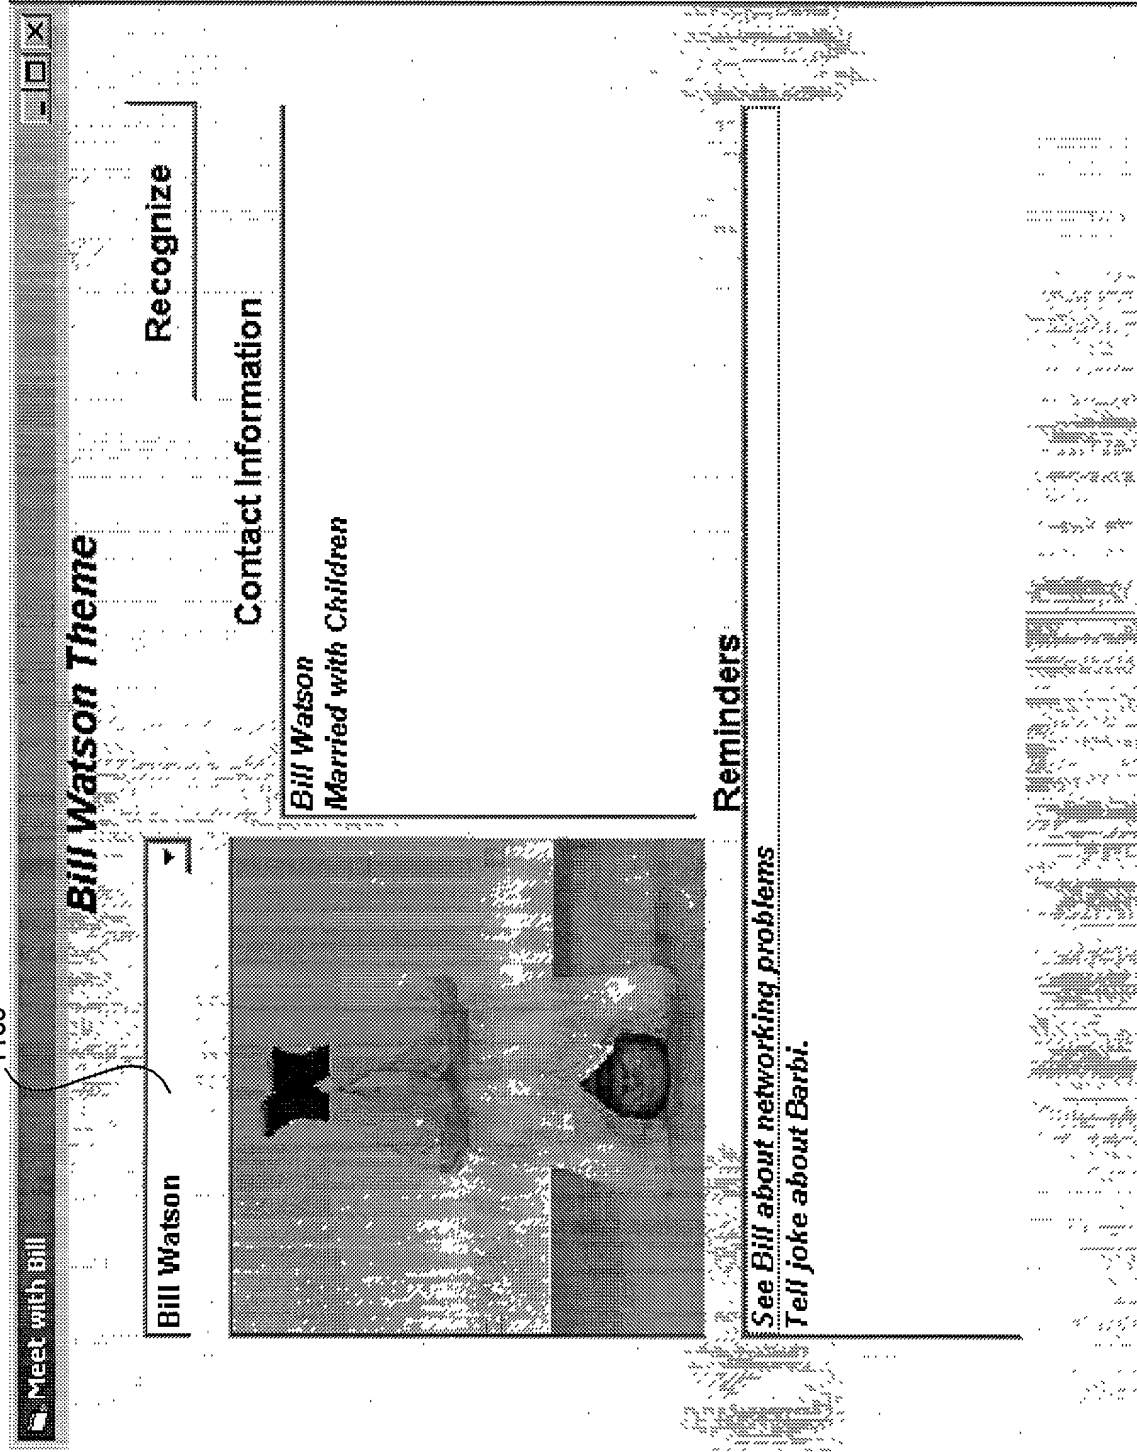 Meet with Bill
Bill Watson Theme
Bill Watson
Recognize
Contact Information
Bill Watson
Married with Children
Reminders
See Bill about networking problems
Tell joke about Barbi.